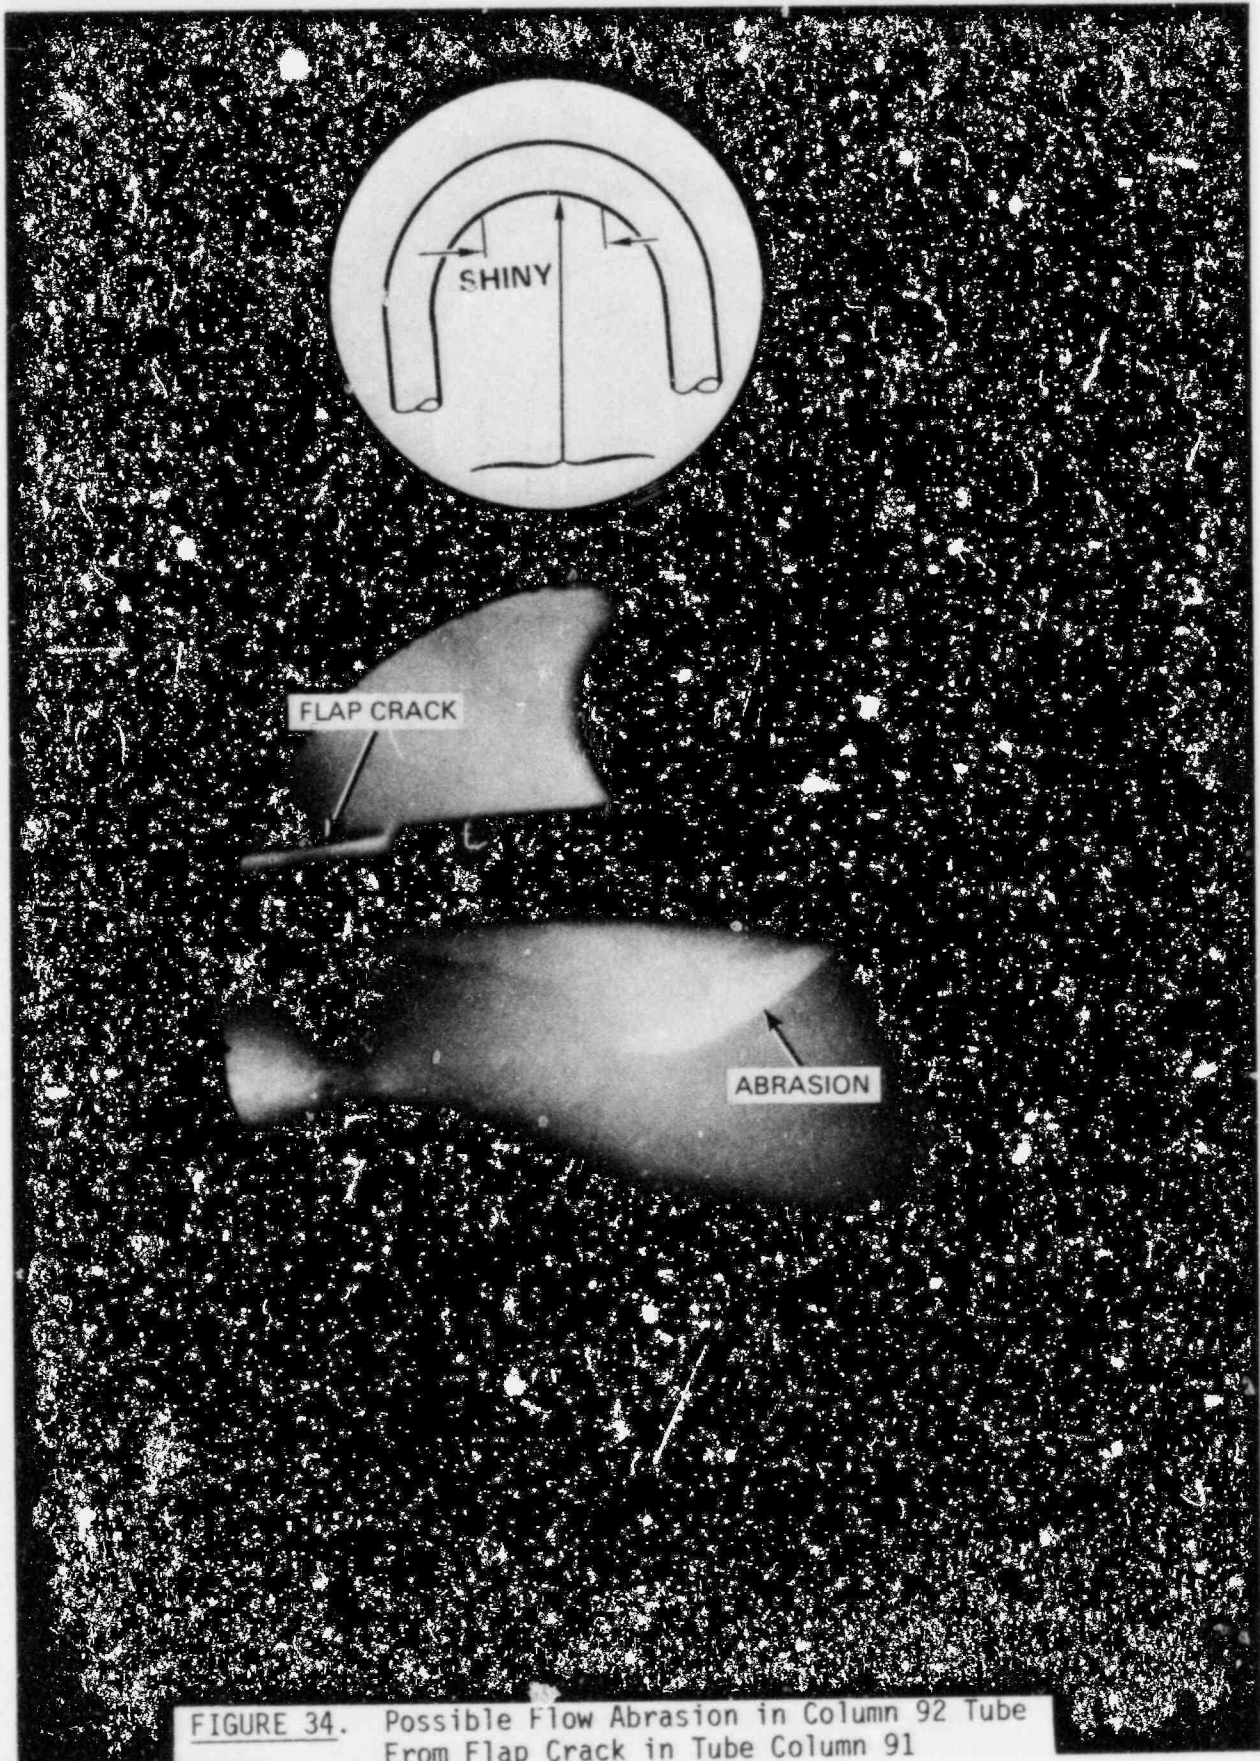 SHINY
FLAP CRACK
ABRASION
FIGURE 34. Possible Flow Abrasion in Column 92 Tube
From Flap Crack in Tube Column 91